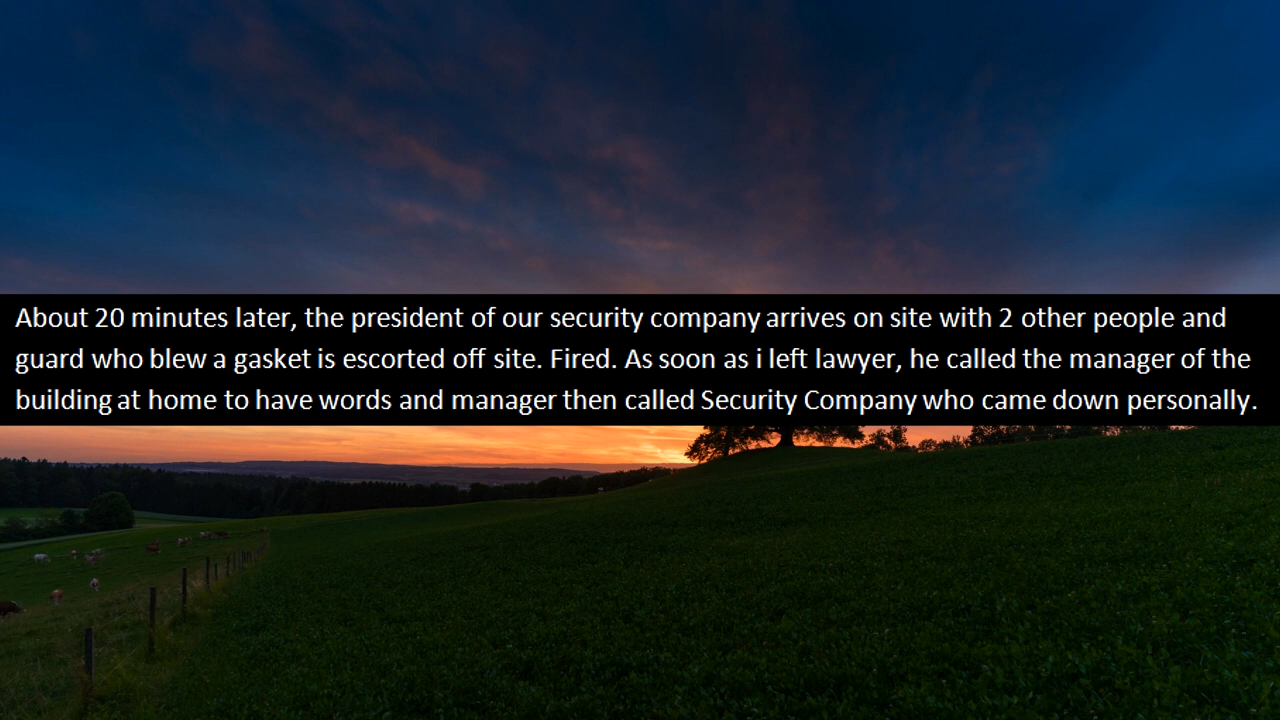 About 20 minutes later, the president of our security company arrives on site with 2 other people and
guard who blew a gasket is escorted off site. Fired. As soon as i left lawyer, he called the manager of the
building at home to have words and manager then called Security Company who came down personally.